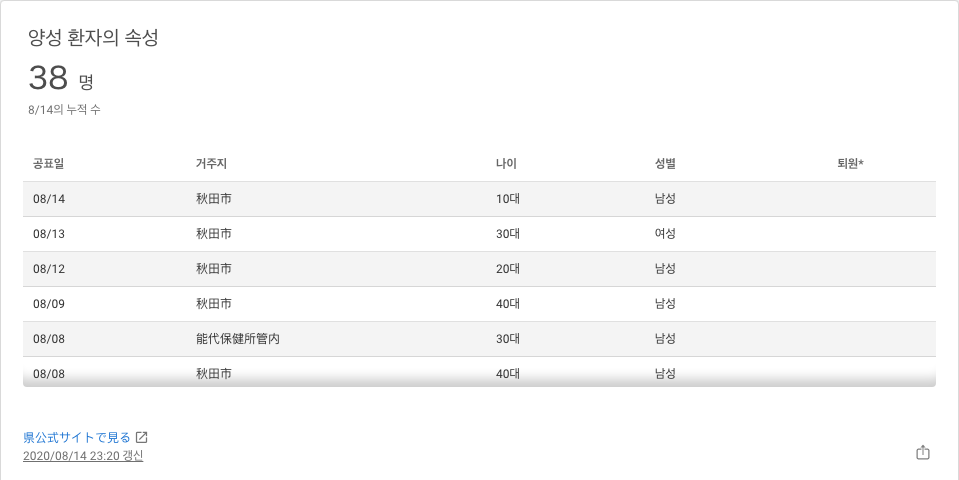 양성 환자의 속성
38 명
8/14의 누적 수
공표일 거주지 나이 성별 퇴원*
08/14 秋田市 10대 남성
08/13 秋田市 30대 여성
08/12 秋田市 20대 남성
08/09 秋田市 40대 남성
08/08 能代保健所管内 30대 남성
08/08 秋田市 40대 남성
県公式サイトで見る
2020/08/14 23:20 갱신